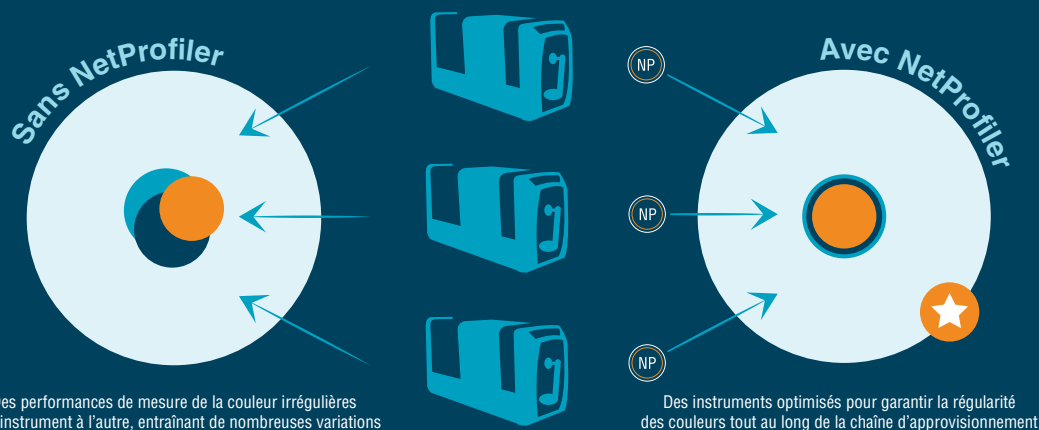 Sans NetProfiler
Avec NetProfiler
NP
NP
NP
es performances de mesure de la couleur irrégulières
instrument à l'autre, entraînant de nombreuses variations
Des instruments optimisés pour garantir la régularité
des couleurs tout au long de la chaîne d'approvisionnement